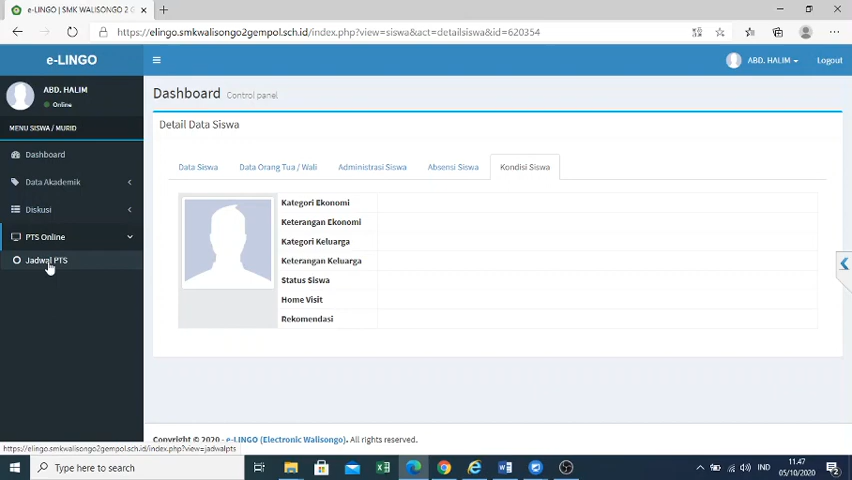 e-LINGO | SMK WALISONGO 2 G
https://elingo.smkwalisongo2gempol.sch.id/index.php?view=siswa&act=detailsiswa&id=620354
e-LINGO
ABD. HALIM
Logout
ABD. HALIM
Online
MENU SISWA / MURID
Dashboard
Data Akademik
Diskusi
PTS Online
Jadwal PTS
Dashboard Control panel
Detail Data Siswa
Data Siswa Data Orang Tua / Wali Administrasi Siswa Absensi Siswa Kondisi Siswa
Kategori Ekonomi
Keterangan Ekonomi
Kategori Keluarga
Keterangan Keluarga
Status Siswa
Home Visit
Rekomendasi
Copyright © 2020 - e-LINGO (Electronic Walisongo). All rights reserved.
https://elingo.smkwalisongo2gempol.sch.id/index.php?view=jadwalpts
Type here to search
IND
11.47
05/10/2020
2